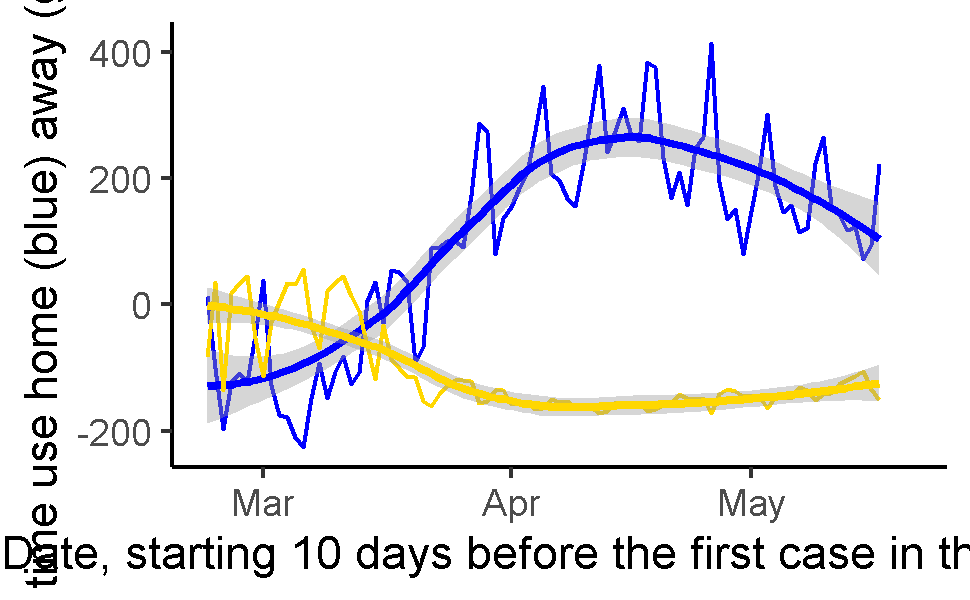 time use home (blue) away (
400
200
0
-200
Mar Apr May
Date, starting 10 days before the first case in th